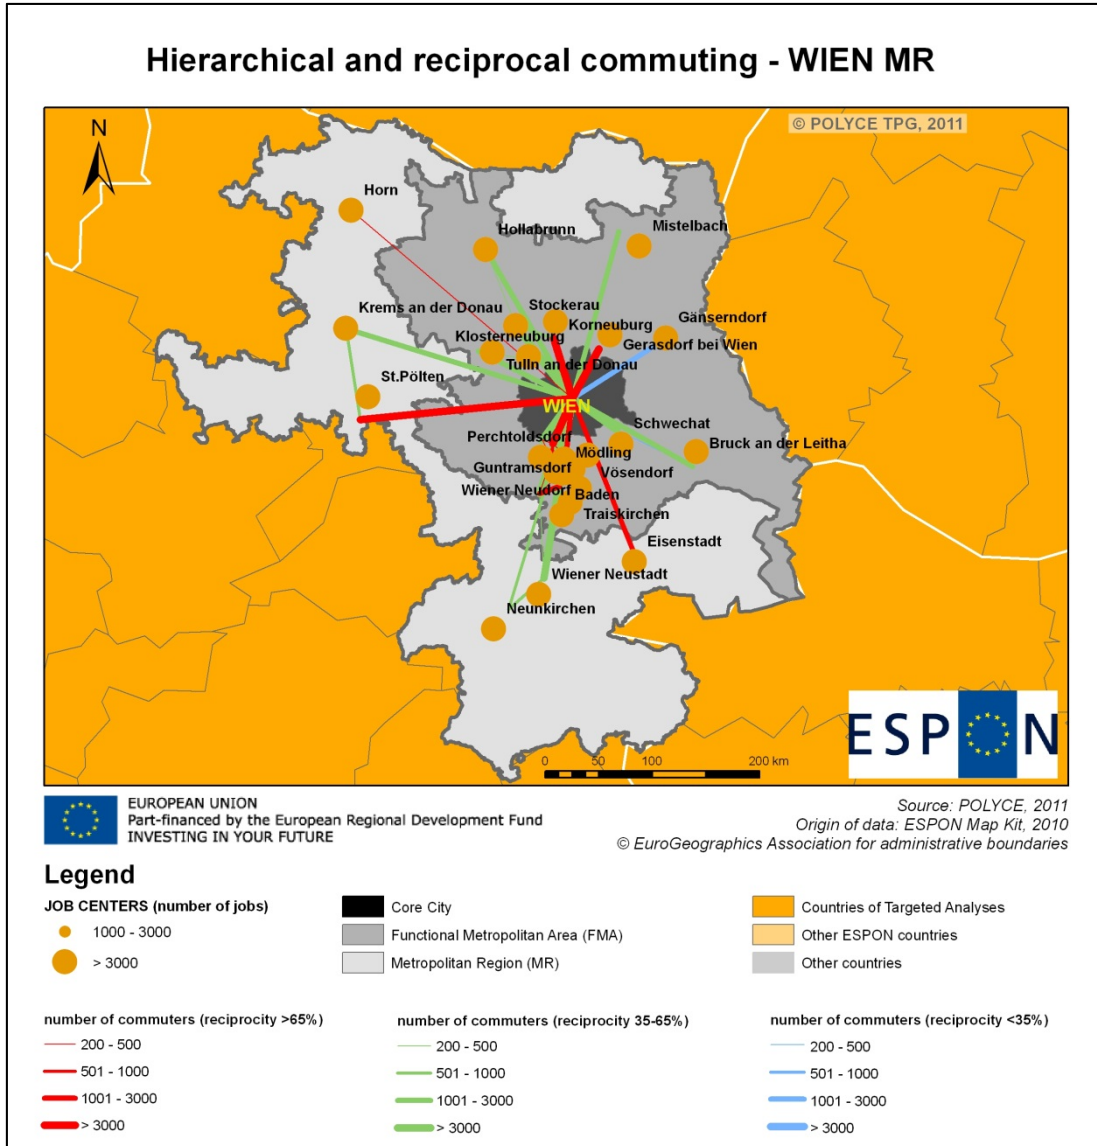 Hierarchical and reciprocal commuting - WIEN MR
© POLYCE TPG, 2011
N
Horn
Hollabrunn
Mistelbach
Krems an der Donau
Stockerau
Korneuburg
Gänserndorf
Klosterneuburg
Gerasdorf bei Wien
Tulln an der Donau
St.Pölten
WIEN
Schwechat
Perchtoldsdorf
Bruck an der Leitha
Mödling
Guntramsdorf
Vösendorf
Wiener Neudorf
Baden
Traiskirchen
Eisenstadt
Wiener Neustadt
Neunkirchen
ESPON
0 50 100 200 km
EUROPEAN UNION
Part-financed by the European Regional Development Fund
INVESTING IN YOUR FUTURE
Source: POLYCE, 2011
Origin of data: ESPON Map Kit, 2010
© EuroGeographics Association for administrative boundaries
Legend
JOB CENTERS (number of jobs)
1000 - 3000
> 3000
Core City
Functional Metropolitan Area (FMA)
Metropolitan Region (MR)
Countries of Targeted Analyses
Other ESPON countries
Other countries
number of commuters (reciprocity >65%)
200 - 500
501 - 1000
1001 - 3000
> 3000
number of commuters (reciprocity 35-65%)
200 - 500
501 - 1000
1001 - 3000
> 3000
number of commuters (reciprocity <35%)
200 - 500
501 - 1000
1001 - 3000
> 3000